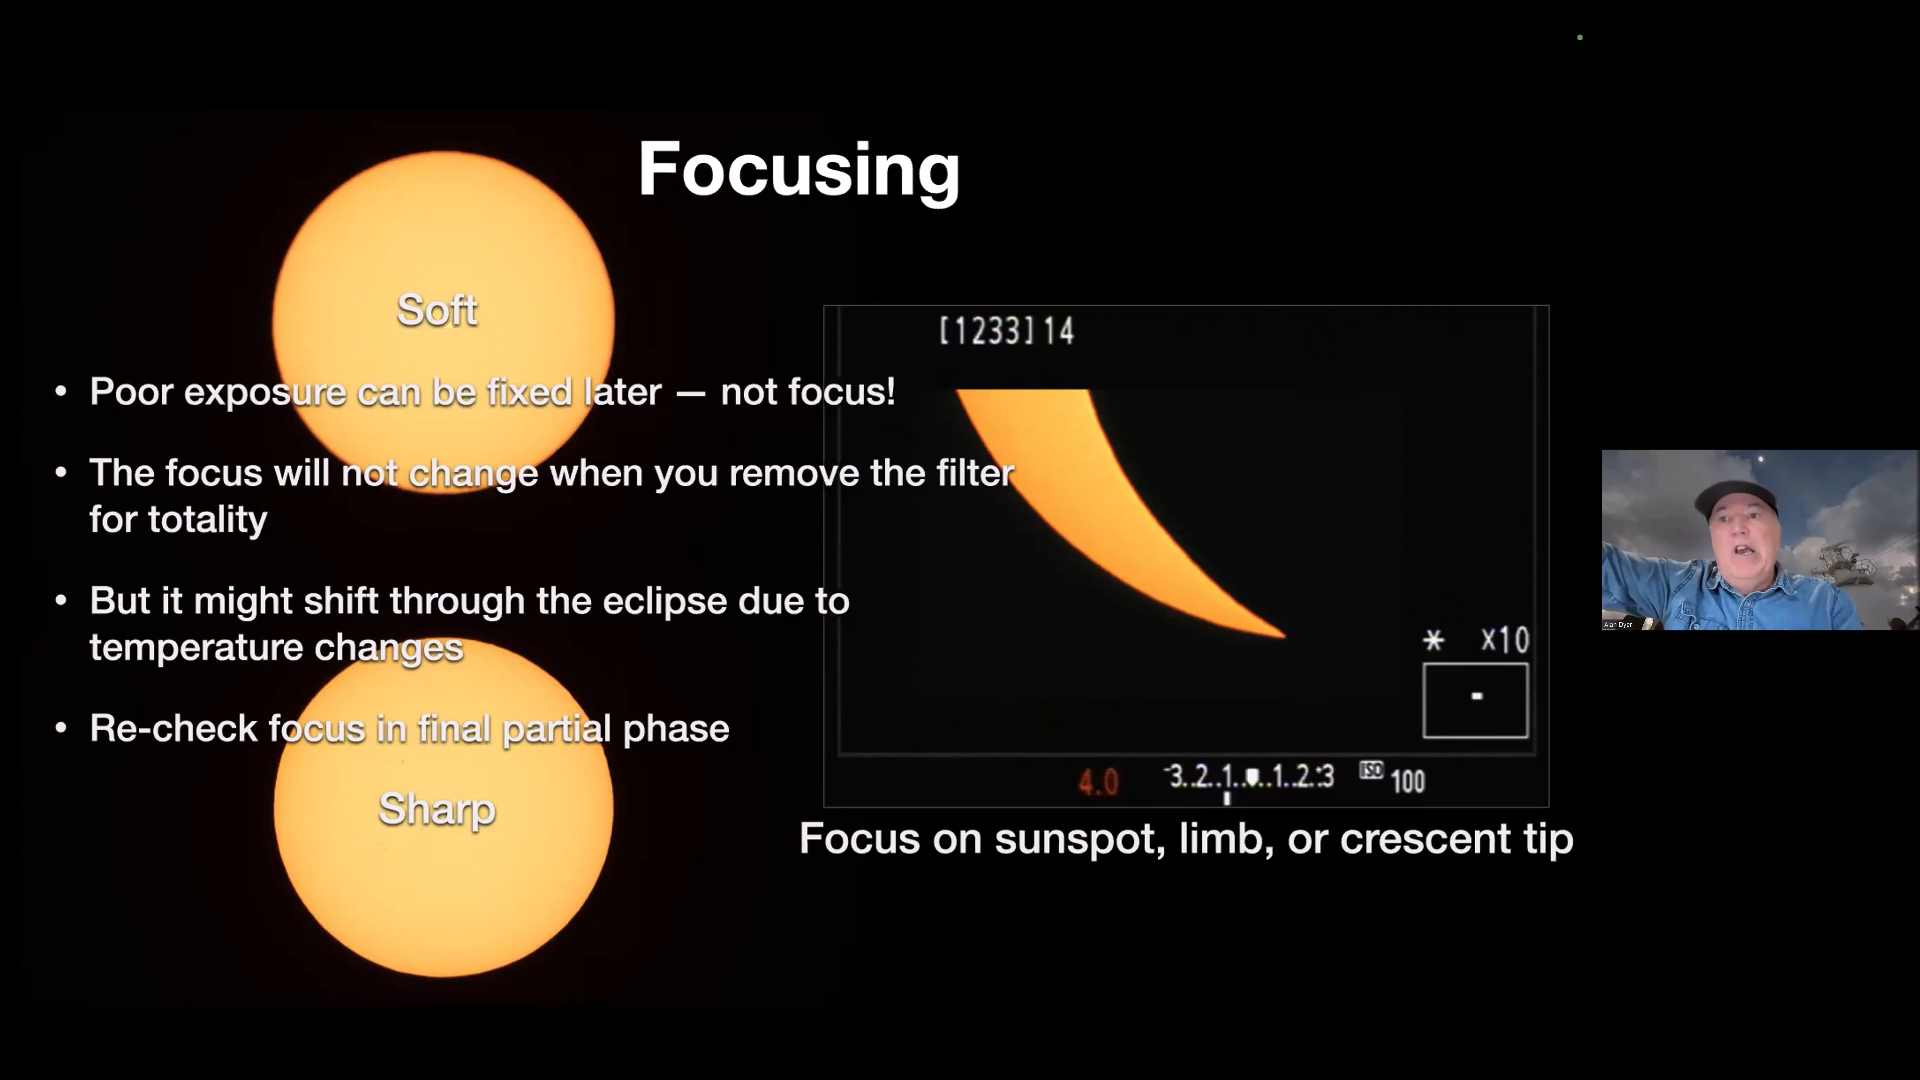 Focusing
Soft
• Poor exposure can be fixed later — not focus!
• The focus will not change when you remove the filter
for totality
• But it might shift through the eclipse due to
temperature changes
• Re-check focus in final partial phase
Sharp
[1233]14
* x10
4.0 -3..2..1..0..1..2..+3 ISO 100
Focus on sunspot, limb, or crescent tip
Alan Dyer